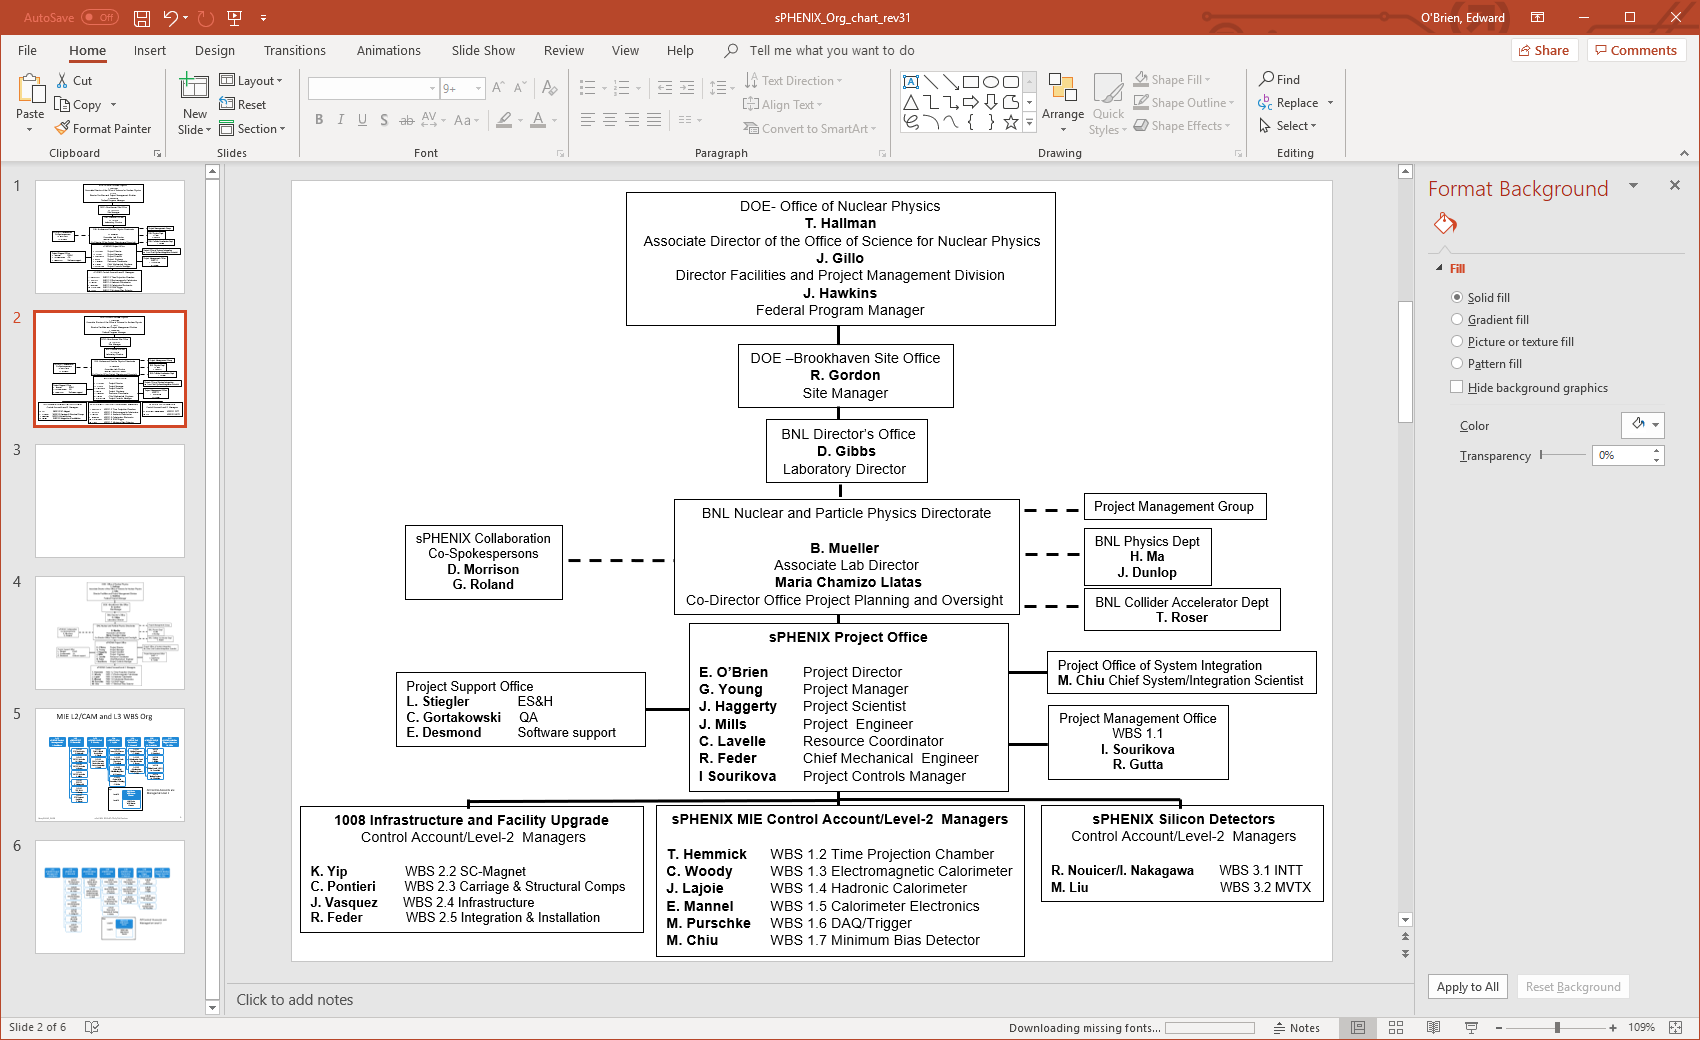 AutoSave Off
sPHENIX_Org_chart_rev31
O'Brien, Edward
File Home Insert Design Transitions Animations Slide Show Review View Help Tell me what you want to do
Share Comments
Paste
Cut
Copy
Format Painter
Clipboard
New
Slide
Layout
Reset
Section
Slides
9+
B I U S ab AV Aa A
Font
Text Direction
Align Text
Convert to SmartArt
Paragraph
Arrange
Quick
Styles
Shape Fill
Shape Outline
Shape Effects
Drawing
Find
Replace
Select
Editing
1
2
3
4
5
MIE L2/CAM and L3 WBS Org
6
DOE- Office of Nuclear Physics
T. Hallman
Associate Director of the Office of Science for Nuclear Physics
J. Gillo
Director Facilities and Project Management Division
J. Hawkins
Federal Program Manager
DOE –Brookhaven Site Office
R. Gordon
Site Manager
BNL Director’s Office
D. Gibbs
Laboratory Director
BNL Nuclear and Particle Physics Directorate
B. Mueller
Associate Lab Director
Maria Chamizo Llatas
Co-Director Office Project Planning and Oversight
sPHENIX Collaboration
Co-Spokespersons
D. Morrison
G. Roland
Project Management Group
BNL Physics Dept
H. Ma
J. Dunlop
BNL Collider Accelerator Dept
T. Roser
sPHENIX Project Office
E. O’Brien Project Director
G. Young Project Manager
J. Haggerty Project Scientist
J. Mills Project Engineer
C. Lavelle Resource Coordinator
R. Feder Chief Mechanical Engineer
I Sourikova Project Controls Manager
Project Support Office
L. Stiegler ES&H
C. Gortakowski QA
E. Desmond Software support
Project Office of System Integration
M. Chiu Chief System/Integration Scientist
Project Management Office
WBS 1.1
I. Sourikova
R. Gutta
1008 Infrastructure and Facility Upgrade
Control Account/Level-2 Managers
K. Yip WBS 2.2 SC-Magnet
C. Pontieri WBS 2.3 Carriage & Structural Comps
J. Vasquez WBS 2.4 Infrastructure
R. Feder WBS 2.5 Integration & Installation
sPHENIX MIE Control Account/Level-2 Managers
T. Hemmick WBS 1.2 Time Projection Chamber
C. Woody WBS 1.3 Electromagnetic Calorimeter
J. Lajoie WBS 1.4 Hadronic Calorimeter
E. Mannel WBS 1.5 Calorimeter Electronics
M. Purschke WBS 1.6 DAQ/Trigger
M. Chiu WBS 1.7 Minimum Bias Detector
sPHENIX Silicon Detectors
Control Account/Level-2 Managers
R. Nouicer/I. Nakagawa WBS 3.1 INTT
M. Liu WBS 3.2 MVTX
Format Background
Fill
Solid fill
Gradient fill
Picture or texture fill
Pattern fill
Hide background graphics
Color
Transparency 0%
Apply to All Reset Background
Click to add notes
Slide 2 of 6
Downloading missing fonts...
Notes
109%